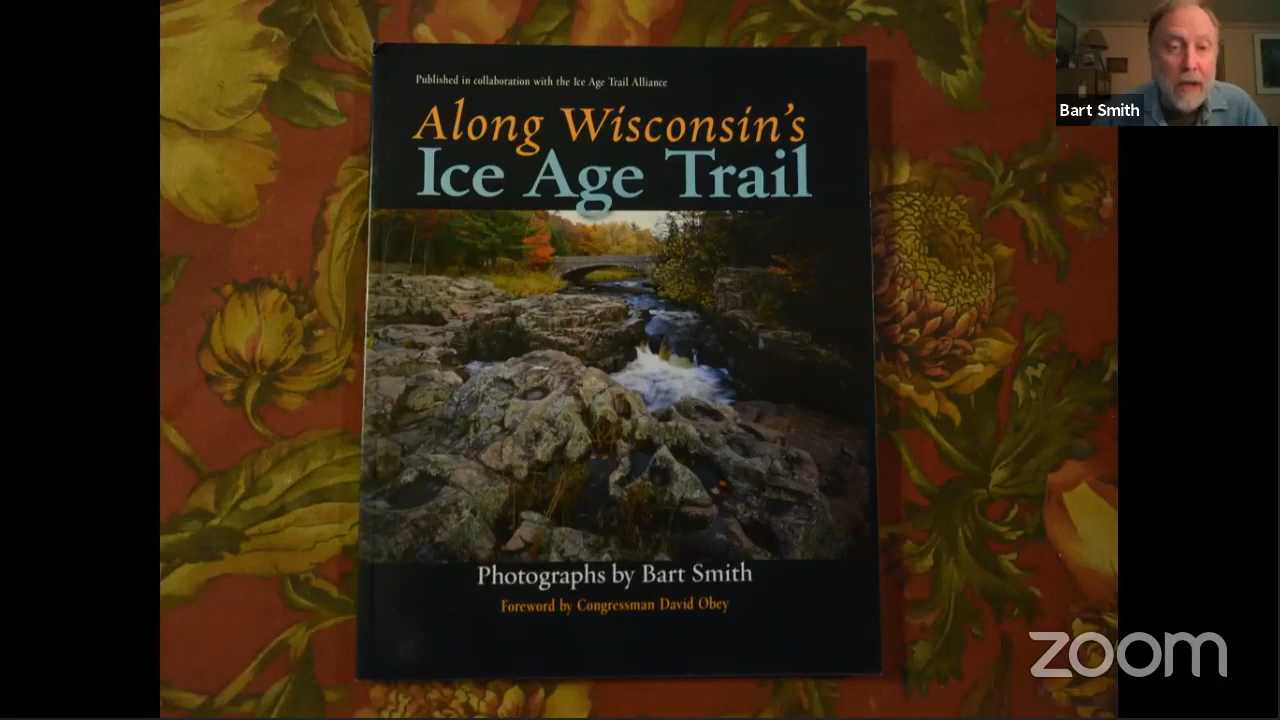 Published in collaboration with the Ice Age Trail Alliance
Along Wisconsin's
Ice Age Trail
Photographs by Bart Smith
Foreword by Congressman David Obey
Bart Smith
zoom